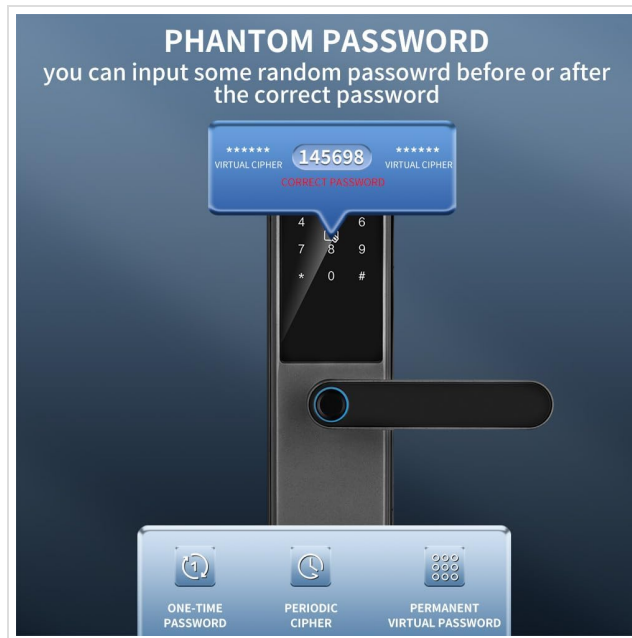 PHANTOM PASSWORD
you can input some random passowrd before or after
the correct password
****** 145698 ******
VIRTUAL CIPHER VIRTUAL CIPHER
CORRECT PASSWORD
4 6
7 8 9
* 0 #
1
ONE-TIME PERIODIC PERMANENT
PASSWORD CIPHER VIRTUAL PASSWORD